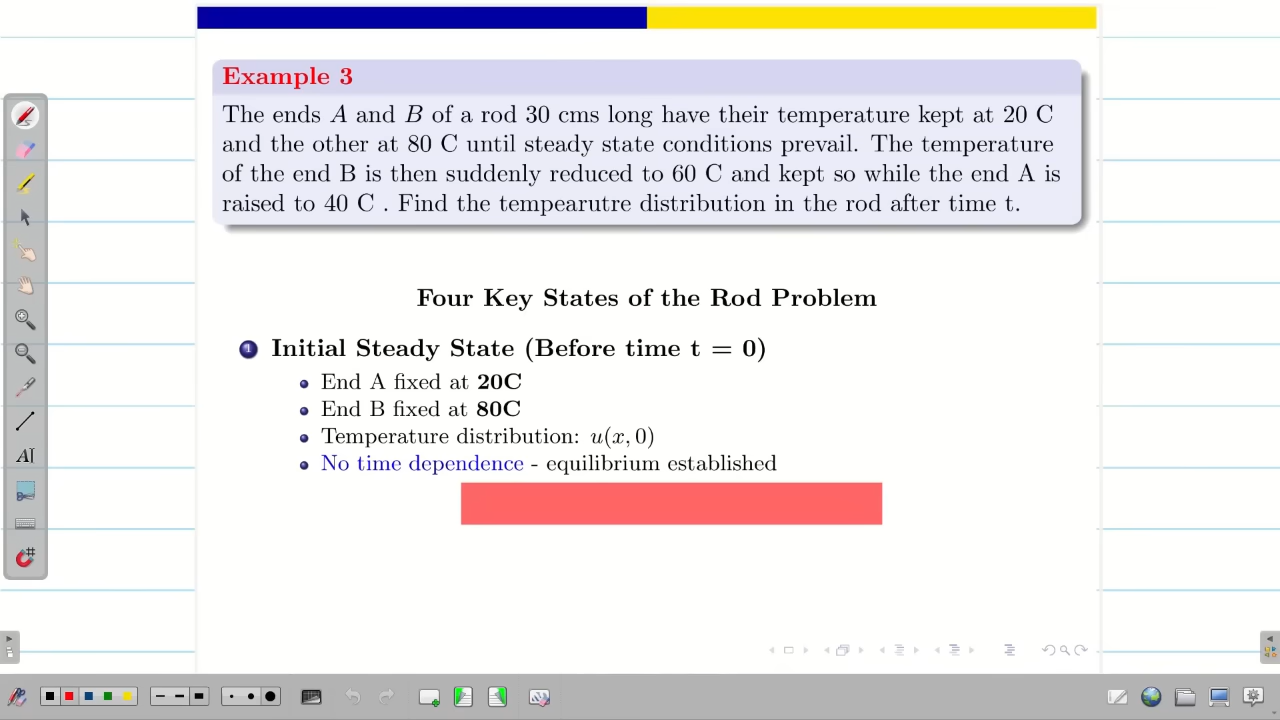 Example 3
The ends A and B of a rod 30 cms long have their temperature kept at 20 C
and the other at 80 C until steady state conditions prevail. The temperature
of the end B is then suddenly reduced to 60 C and kept so while the end A is
raised to 40 C . Find the tempearutre distribution in the rod after time t.
Four Key States of the Rod Problem
1 Initial Steady State (Before time t = 0)
End A fixed at 20C
End B fixed at 80C
Temperature distribution: u(x, 0)
No time dependence - equilibrium established